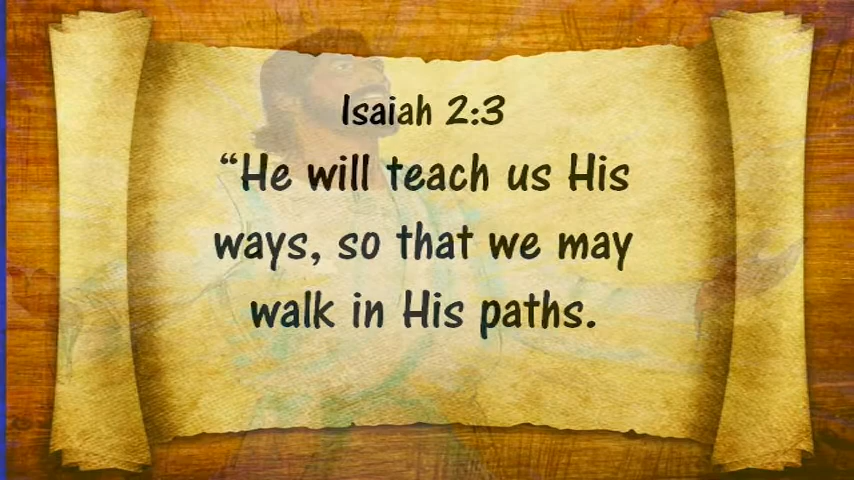 Isaiah 2:3
“He will teach us His
ways, so that we may
walk in His paths.